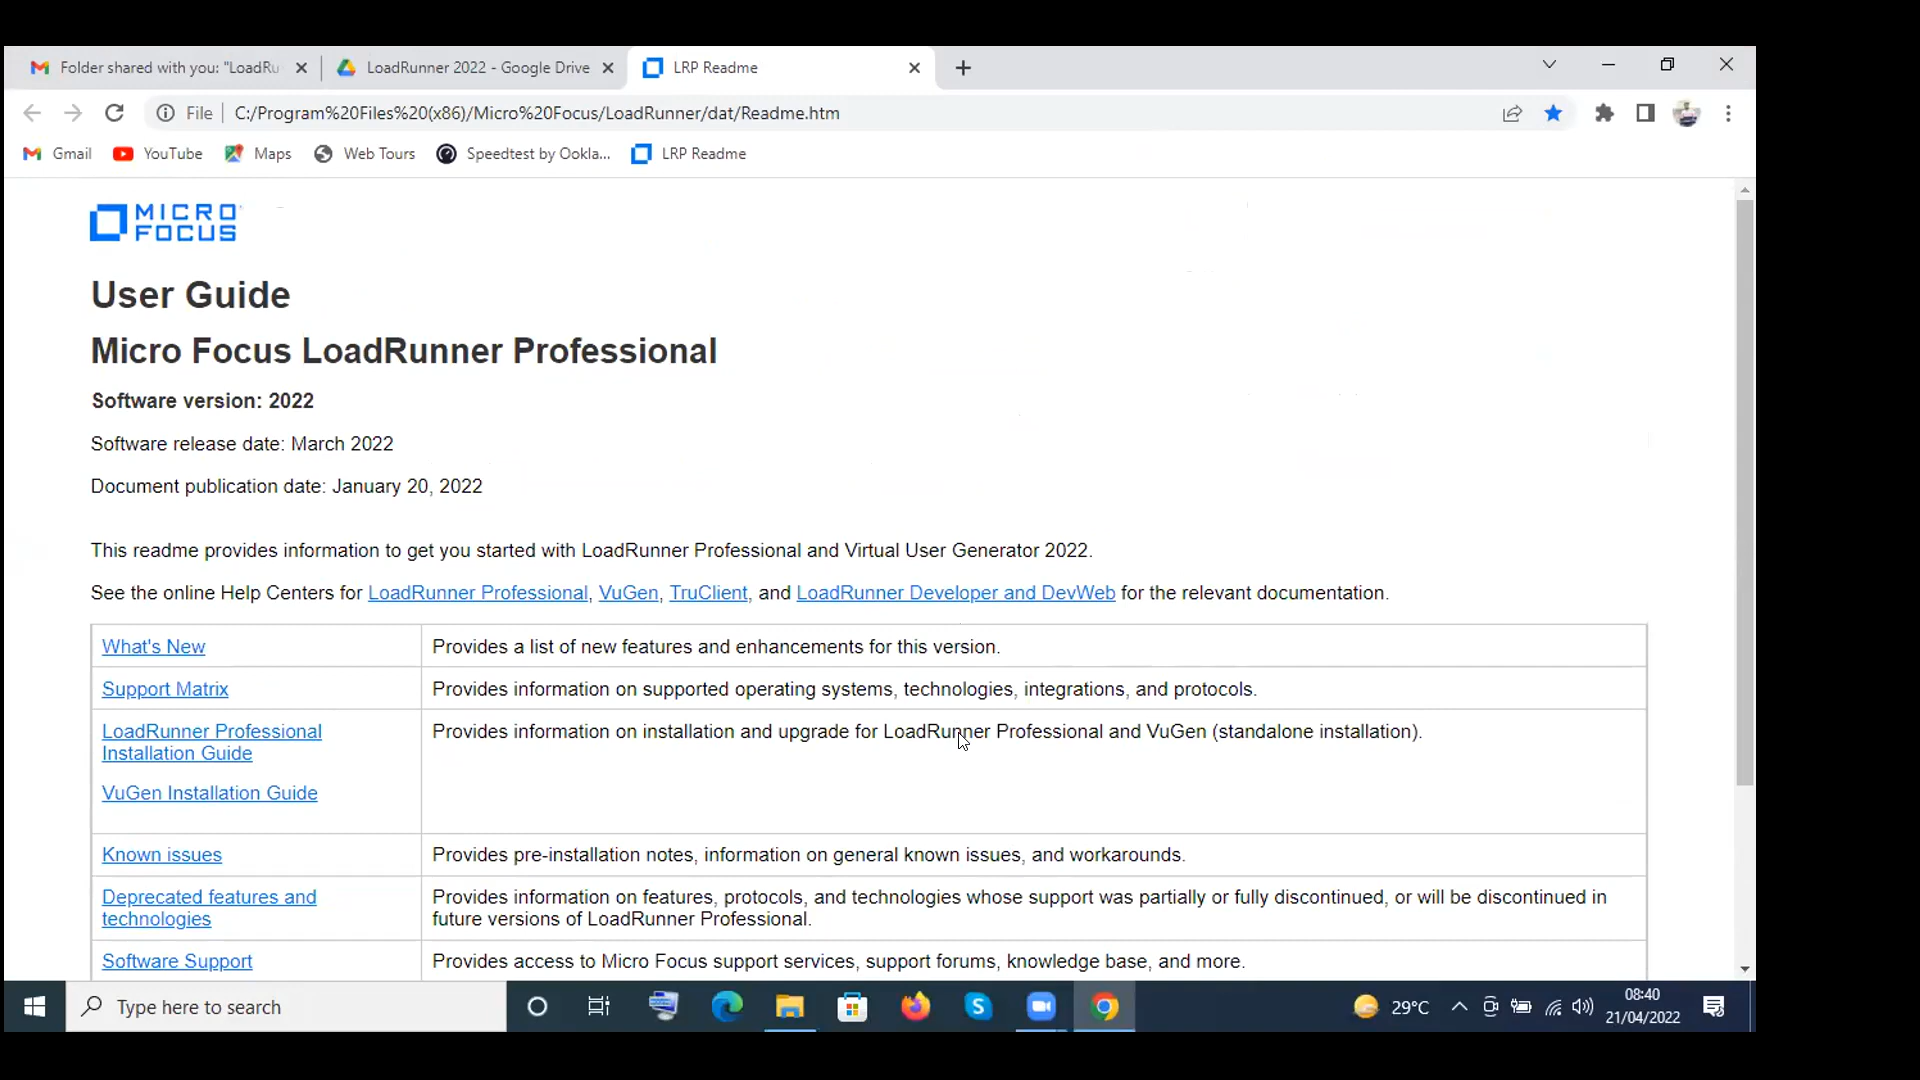 Folder shared with you: "LoadRu
LoadRunner 2022 - Google Drive
LRP Readme
File
C:/Program%20Files%20(x86)/Micro%20Focus/LoadRunner/dat/Readme.htm
Gmail
YouTube
Maps
Web Tours
Speedtest by Ookla...
LRP Readme
MICRO
FOCUS
User Guide
Micro Focus LoadRunner Professional
Software version: 2022
Software release date: March 2022
Document publication date: January 20, 2022
This readme provides information to get you started with LoadRunner Professional and Virtual User Generator 2022.
See the online Help Centers for LoadRunner Professional, VuGen, TruClient, and LoadRunner Developer and DevWeb for the relevant documentation.
What's New
Provides a list of new features and enhancements for this version.
Support Matrix
Provides information on supported operating systems, technologies, integrations, and protocols.
LoadRunner Professional
Installation Guide
VuGen Installation Guide
Provides information on installation and upgrade for LoadRunner Professional and VuGen (standalone installation).
Known issues
Provides pre-installation notes, information on general known issues, and workarounds.
Deprecated features and
technologies
Provides information on features, protocols, and technologies whose support was partially or fully discontinued, or will be discontinued in
future versions of LoadRunner Professional.
Software Support
Provides access to Micro Focus support services, support forums, knowledge base, and more.
Type here to search
29°C
08:40
21/04/2022